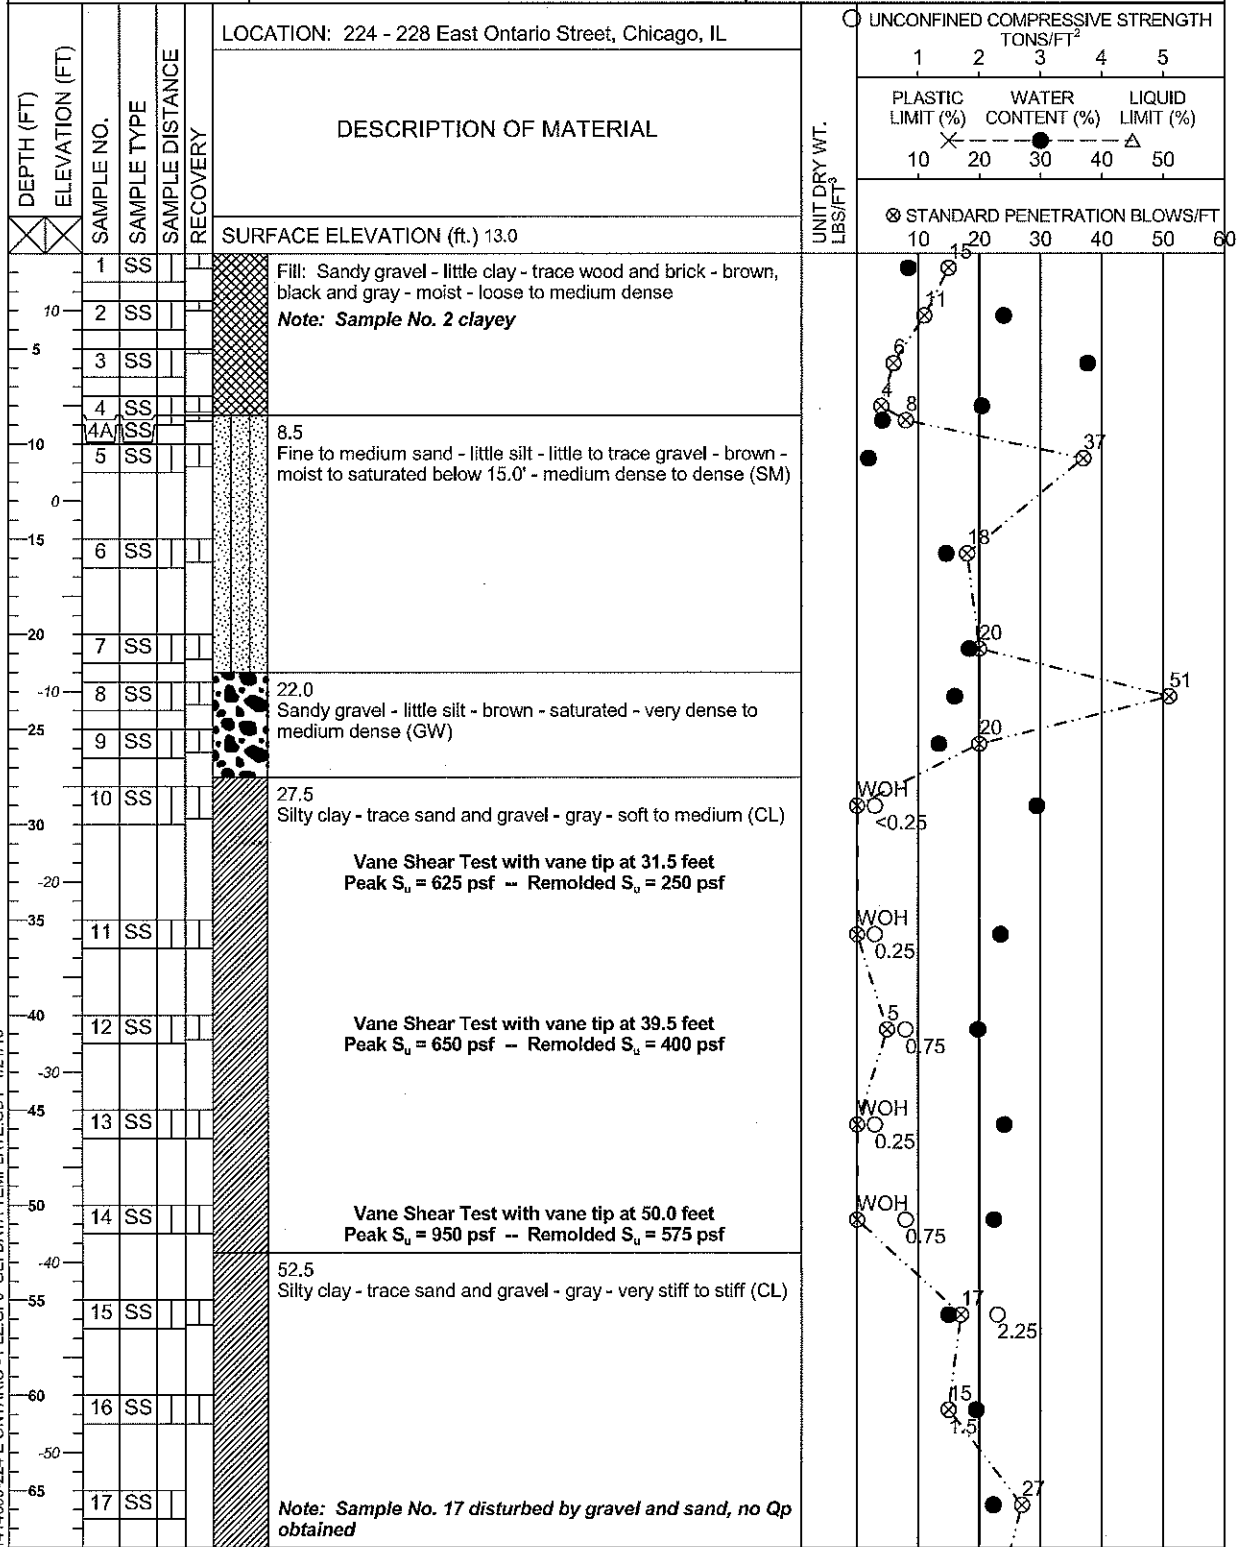 LOCATION: 224 - 228 East Ontario Street, Chicago, IL
UNCONFINED COMPRESSIVE STRENGTH
TONS/FT²
1 2 3 4 5
DEPTH (FT)
ELEVATION (FT)
SAMPLE NO.
SAMPLE TYPE
SAMPLE DISTANCE
RECOVERY
DESCRIPTION OF MATERIAL
UNIT DRY WT.
LBS/FT³
PLASTIC WATER LIQUID
LIMIT (%) CONTENT (%) LIMIT (%)
10 20 30 40 50
STANDARD PENETRATION BLOWS/FT
10 20 30 40 50 60
SURFACE ELEVATION (ft.) 13.0
1 SS 15
Fill: Sandy gravel - little clay - trace wood and brick - brown,
black and gray - moist - loose to medium dense
10 2 SS 11
Note: Sample No. 2 clayey
5
3 SS 6
4 SS 4
4A SS 8
8.5
10
5 SS 37
Fine to medium sand - little silt - little to trace gravel - brown -
moist to saturated below 15.0' - medium dense to dense (SM)
0
15
6 SS 18
20
7 SS 20
-10 8 SS 51
22.0
Sandy gravel - little silt - brown - saturated - very dense to
medium dense (GW)
25
9 SS 20
27.5
10 SS WOH
Silty clay - trace sand and gravel - gray - soft to medium (CL)
<0.25
30
Vane Shear Test with vane tip at 31.5 feet
Peak Su = 625 psf -- Remolded Su = 250 psf
-20
35
11 SS WOH
0.25
40
12 SS 5
Vane Shear Test with vane tip at 39.5 feet
Peak Su = 650 psf -- Remolded Su = 400 psf
0.75
-30
45
13 SS WOH
0.25
50
14 SS WOH
Vane Shear Test with vane tip at 50.0 feet
Peak Su = 950 psf -- Remolded Su = 575 psf
0.75
-40
52.5
Silty clay - trace sand and gravel - gray - very stiff to stiff (CL)
55
15 SS 17
2.25
60
16 SS 15
1.5
-50
65
17 SS 27
Note: Sample No. 17 disturbed by gravel and sand, no Qp
obtained